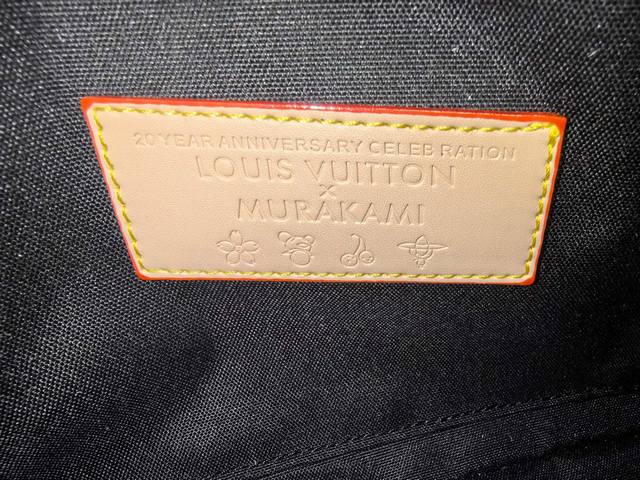 20 YEAR ANNIVERSARY CELEB RATION
LOUIS VUITTON
×
MURAKAMI